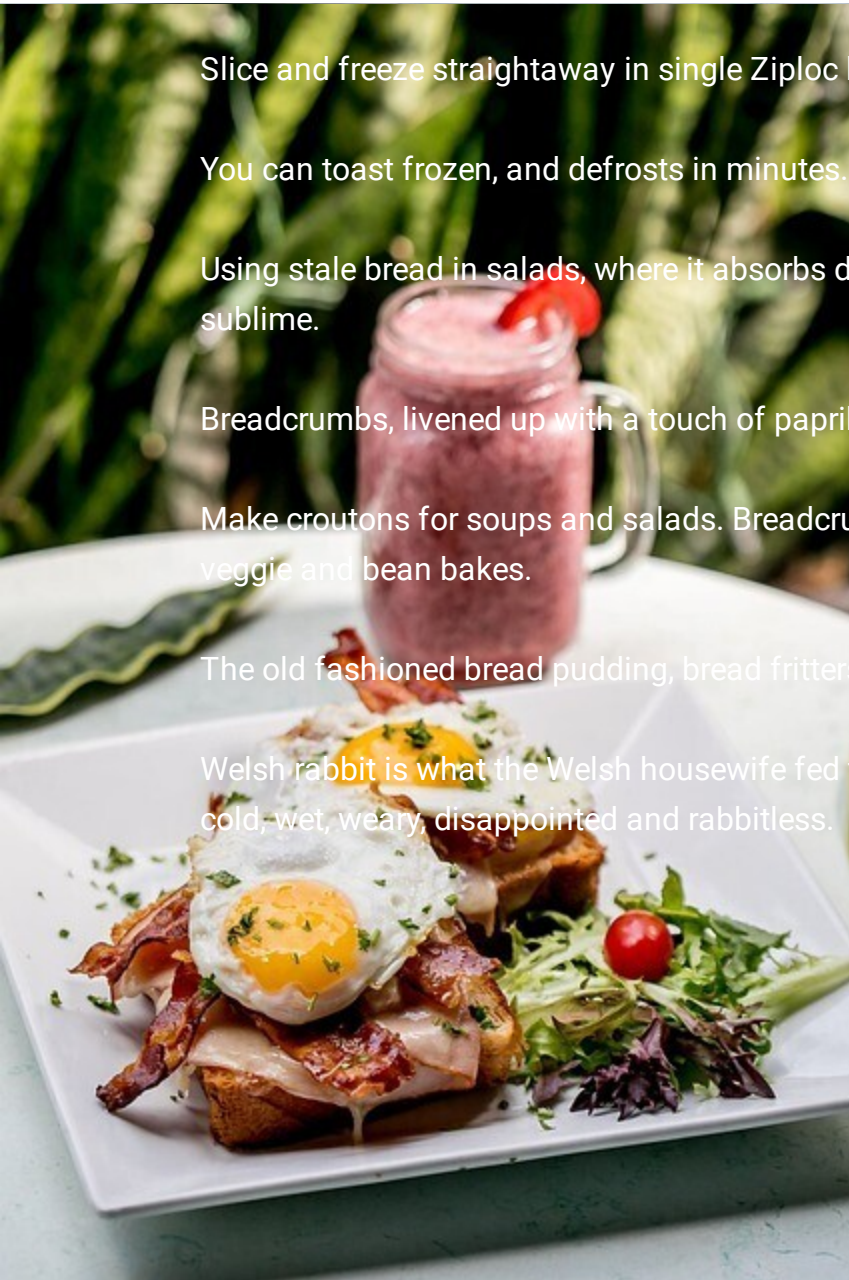 Slice and freeze straightaway in single Ziploc
You can toast frozen, and defrosts in minutes.
Using stale bread in salads, where it absorbs
sublime.
Breadcrumbs, livened up with a touch of
Make croutons for soups and salads.
veggie and bean bakes.
The old fashioned bread pudding, bread
Welsh rabbit is what the Welsh housewife fed
cold, wet, weary, disappointed and rabbitless.